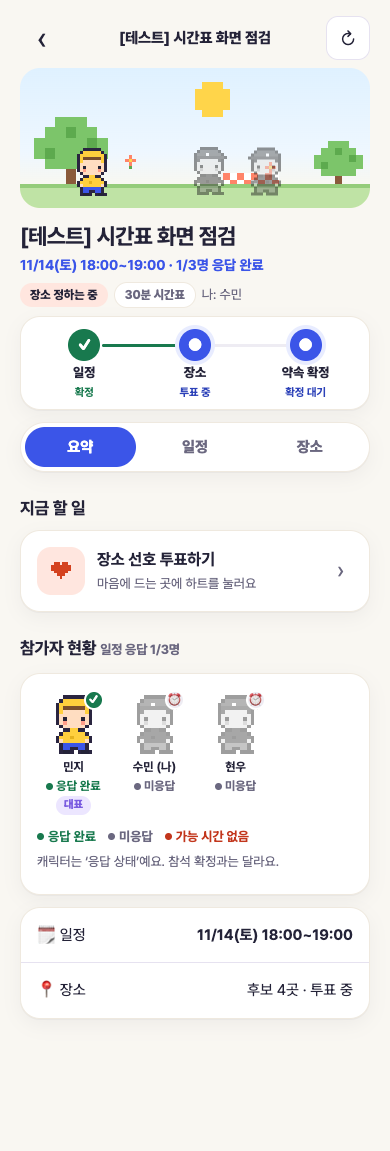 [테스트] 시간표 화면 점검
[테스트] 시간표 화면 점검
11/14(토) 18:00~19:00 · 1/3명 응답 완료
장소 정하는 중 30분 시간표 나: 수민
일정 장소 약속 확정
확정 투표 중 확정 대기
요약 일정 장소
지금 할 일
장소 선호 투표하기
마음에 드는 곳에 하트를 눌러요
참가자 현황 일정 응답 1/3명
민지 수민 (나) 현우
응답 완료 미응답 미응답
대표
응답 완료 미응답 가능 시간 없음
캐릭터는 ‘응답 상태’예요. 참석 확정과는 달라요.
일정 11/14(토) 18:00~19:00
장소 후보 4곳 · 투표 중